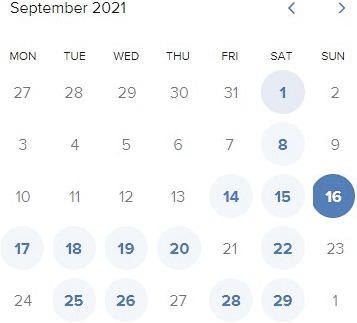 September 2021 < >
MON TUE WED THU FRI SAT SUN
27 28 29 30 31 1 2
3 4 5 6 7 8 9
10 11 12 13 14 15 16
17 18 19 20 21 22 23
24 25 26 27 28 29 1